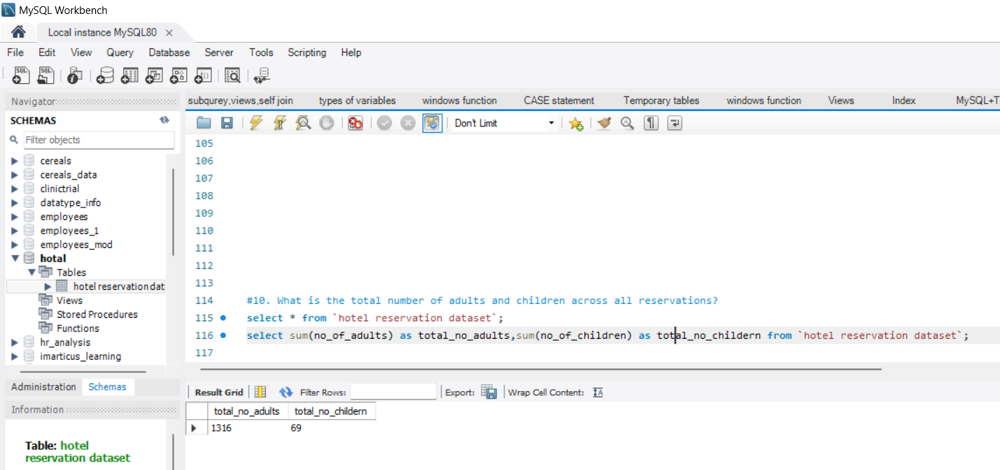 MySQL Workbench
Local instance MySQL80
File Edit View Query Database Server Tools Scripting Help
Navigator
SCHEMAS
Filter objects
cereals
cereals_data
clinictrial
datatype_info
employees
employees_1
employees_mod
hotal
Tables
hotel reservation dat
Views
Stored Procedures
Functions
hr_analysis
imarticus_learning
Administration Schemas
Information
Table: hotel
reservation dataset
subqurey,views,self join types of variables windows function CASE statement Temporary tables windows function Views Index MySQL+T
Don't Limit
105
106
107
108
109
110
111
112
113
114 #10. What is the total number of adults and children across all reservations?
115 select * from `hotel reservation dataset`;
116 select sum(no_of_adults) as total_no_adults,sum(no_of_children) as total_no_childern from `hotel reservation dataset`;
117
Result Grid Filter Rows: Export: Wrap Cell Content:
total_no_adults total_no_childern
1316 69